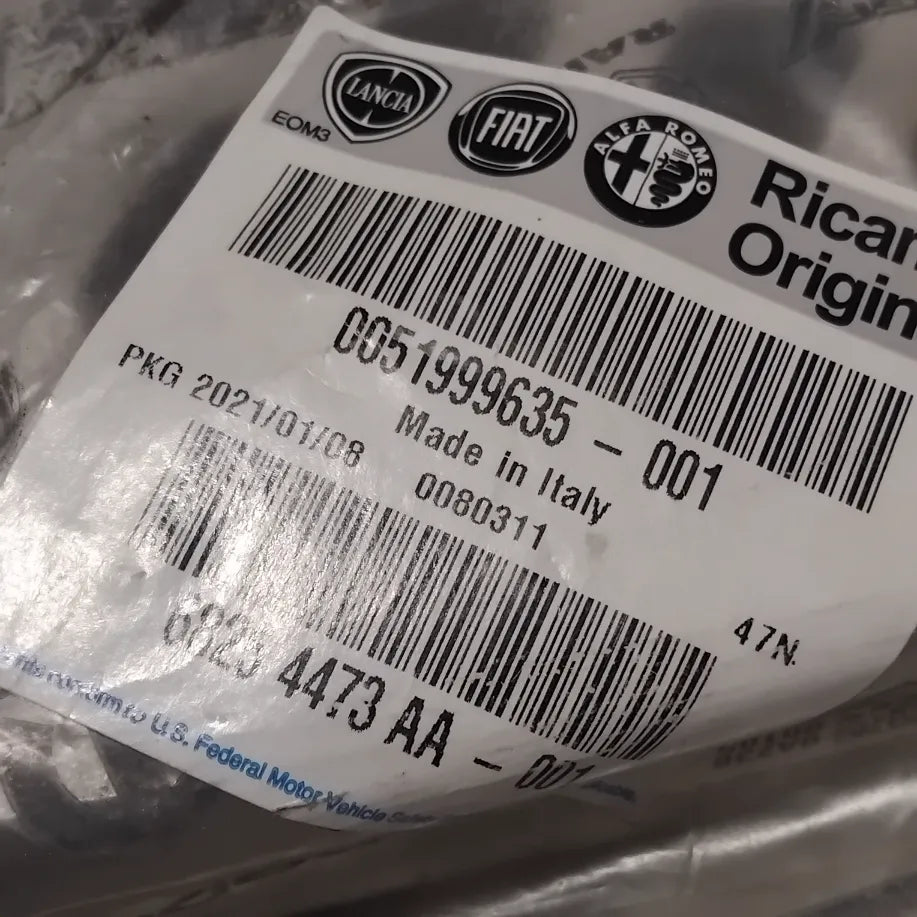 LANCIA
FIAT
ALFA ROMEO
EOM3
Rican
Origin
0051999635 - 001
Made in Italy
PKG 2021/01/08
0080311
47N.
4473 AA - 001
U.S. Federal Motor Vehicle